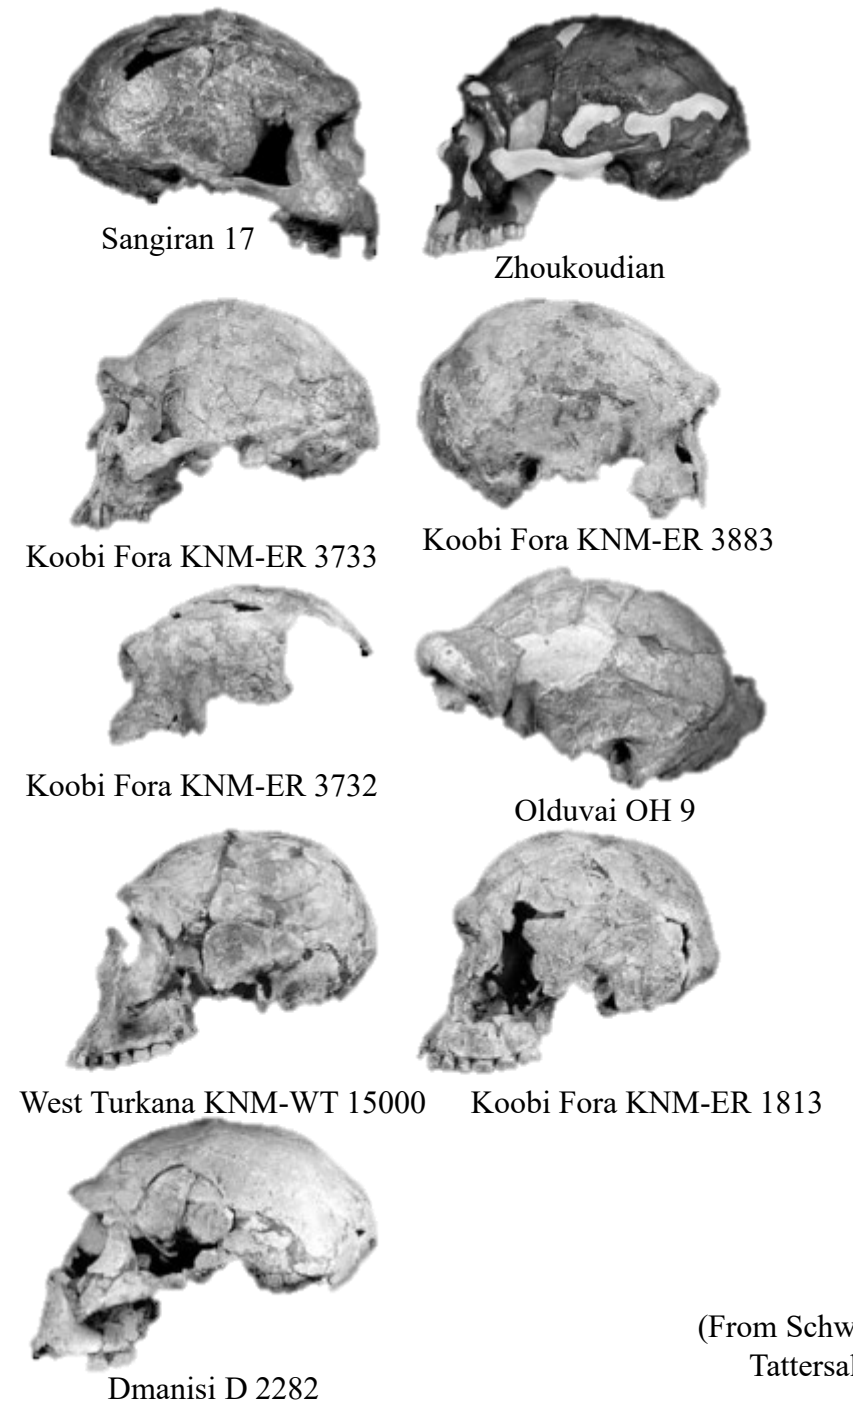 Sangiran 17
Zhoukoudian
Koobi Fora KNM-ER 3733
Koobi Fora KNM-ER 3883
Koobi Fora KNM-ER 3732
Olduvai OH 9
West Turkana KNM-WT 15000
Koobi Fora KNM-ER 1813
Dmanisi D 2282
(From Schw
Tattersal